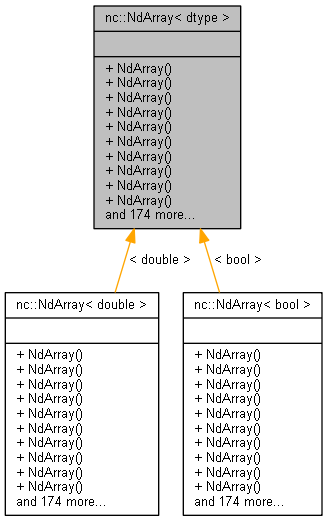 nc::NdArray< dtype >
+ NdArray()
+ NdArray()
+ NdArray()
+ NdArray()
+ NdArray()
+ NdArray()
+ NdArray()
+ NdArray()
+ NdArray()
+ NdArray()
and 174 more...
< double >
< bool >
nc::NdArray< double >
+ NdArray()
+ NdArray()
+ NdArray()
+ NdArray()
+ NdArray()
+ NdArray()
+ NdArray()
+ NdArray()
+ NdArray()
+ NdArray()
and 174 more...
nc::NdArray< bool >
+ NdArray()
+ NdArray()
+ NdArray()
+ NdArray()
+ NdArray()
+ NdArray()
+ NdArray()
+ NdArray()
+ NdArray()
+ NdArray()
and 174 more...